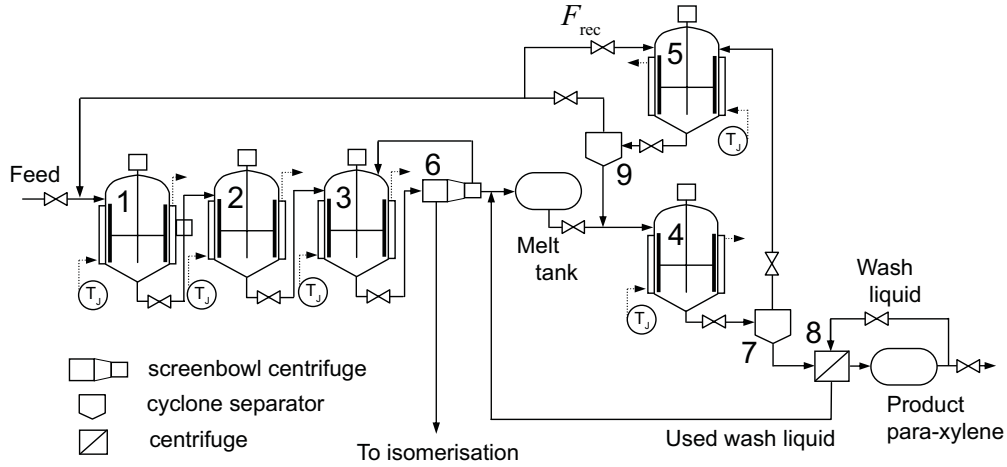 F rec
5
Feed
1
2
3
6
9
T J
Melt
tank
4
T J
T J
T J
T J
7
8
Wash
liquid
screenbowl centrifuge
cyclone separator
centrifuge
To isomerisation
Used wash liquid
Product
para-xylene